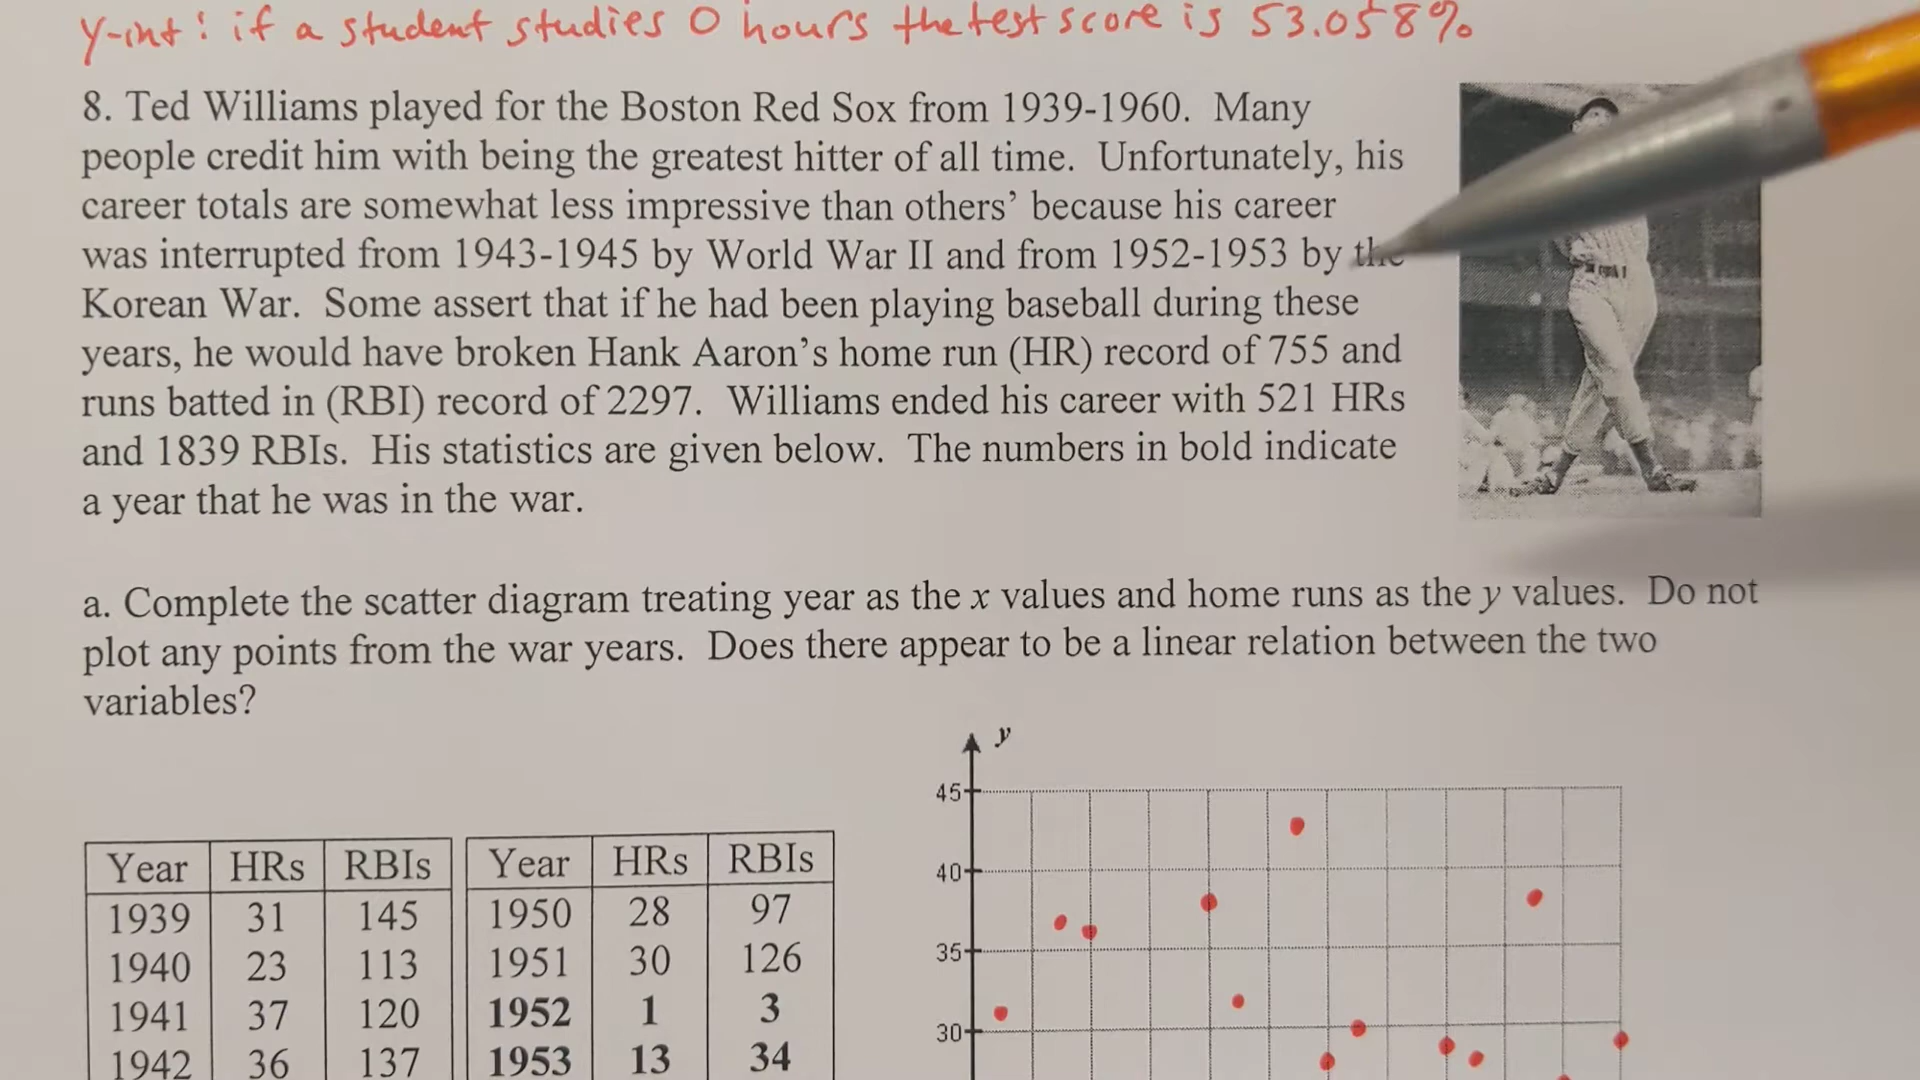 y-int: if a student studies 0 hours the test score is 53.058%
8. Ted Williams played for the Boston Red Sox from 1939-1960. Many
people credit him with being the greatest hitter of all time. Unfortunately, his
career totals are somewhat less impressive than others’ because his career
was interrupted from 1943-1945 by World War II and from 1952-1953 by the
Korean War. Some assert that if he had been playing baseball during these
years, he would have broken Hank Aaron’s home run (HR) record of 755 and
runs batted in (RBI) record of 2297. Williams ended his career with 521 HRs
and 1839 RBIs. His statistics are given below. The numbers in bold indicate
a year that he was in the war.
a. Complete the scatter diagram treating year as the x values and home runs as the y values. Do not
plot any points from the war years. Does there appear to be a linear relation between the two
variables?
Year HRs RBIs Year HRs RBIs
1939 31 145 1950 28 97
1940 23 113 1951 30 126
1941 37 120 1952 1 3
1942 36 137 1953 13 34
y
45
40
35
30